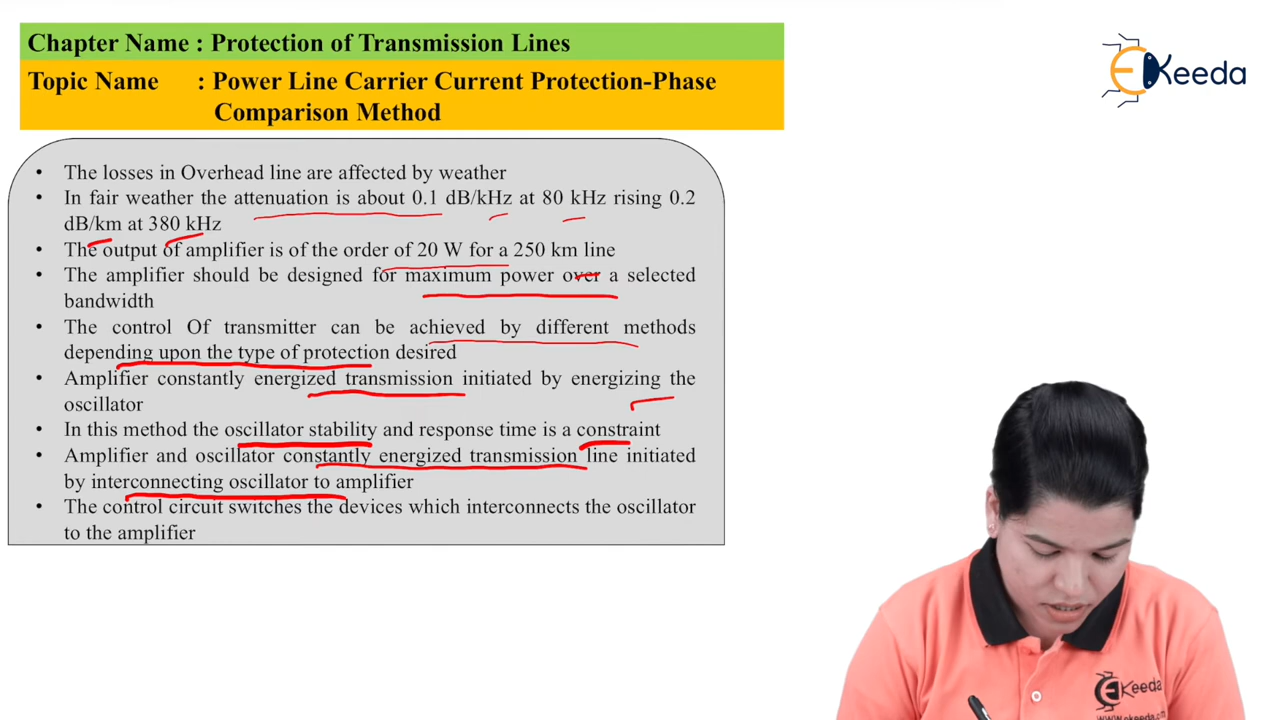 Chapter Name : Protection of Transmission Lines
Topic Name : Power Line Carrier Current Protection-Phase
Comparison Method
Keeda
• The losses in Overhead line are affected by weather
• In fair weather the attenuation is about 0.1 dB/kHz at 80 kHz rising 0.2
dB/km at 380 kHz
• The output of amplifier is of the order of 20 W for a 250 km line
• The amplifier should be designed for maximum power over a selected
bandwidth
• The control Of transmitter can be achieved by different methods
depending upon the type of protection desired
• Amplifier constantly energized transmission initiated by energizing the
oscillator
• In this method the oscillator stability and response time is a constraint
• Amplifier and oscillator constantly energized transmission line initiated
by interconnecting oscillator to amplifier
• The control circuit switches the devices which interconnects the oscillator
to the amplifier
Keeda